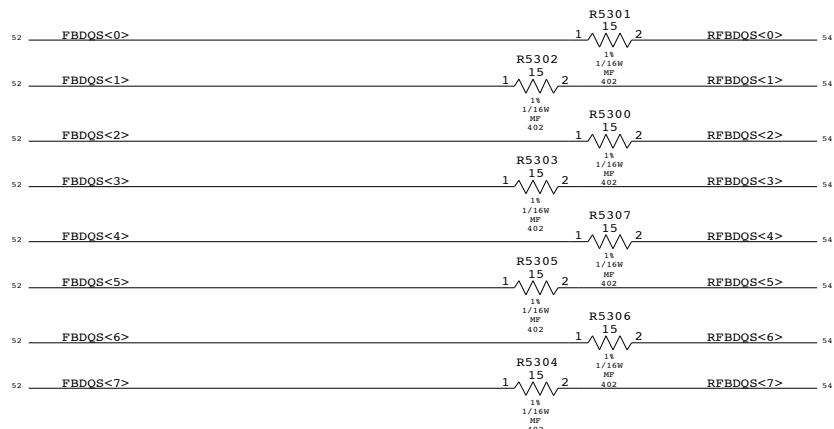 R5301
15
52 FBDQS<0> 1 2 RFBDQS<0> 54
1%
1/16W
MF
402
R5302
15
52 FBDQS<1> 1 2 RFBDQS<1> 54
1%
1/16W
MF
402
R5300
15
52 FBDQS<2> 1 2 RFBDQS<2> 54
1%
1/16W
MF
402
R5303
15
52 FBDQS<3> 1 2 RFBDQS<3> 54
1%
1/16W
MF
402
R5307
15
52 FBDQS<4> 1 2 RFBDQS<4> 54
1%
1/16W
MF
402
R5305
15
52 FBDQS<5> 1 2 RFBDQS<5> 54
1%
1/16W
MF
402
R5306
15
52 FBDQS<6> 1 2 RFBDQS<6> 54
1%
1/16W
MF
402
R5304
15
52 FBDQS<7> 1 2 RFBDQS<7> 54
1%
1/16W
MF
402